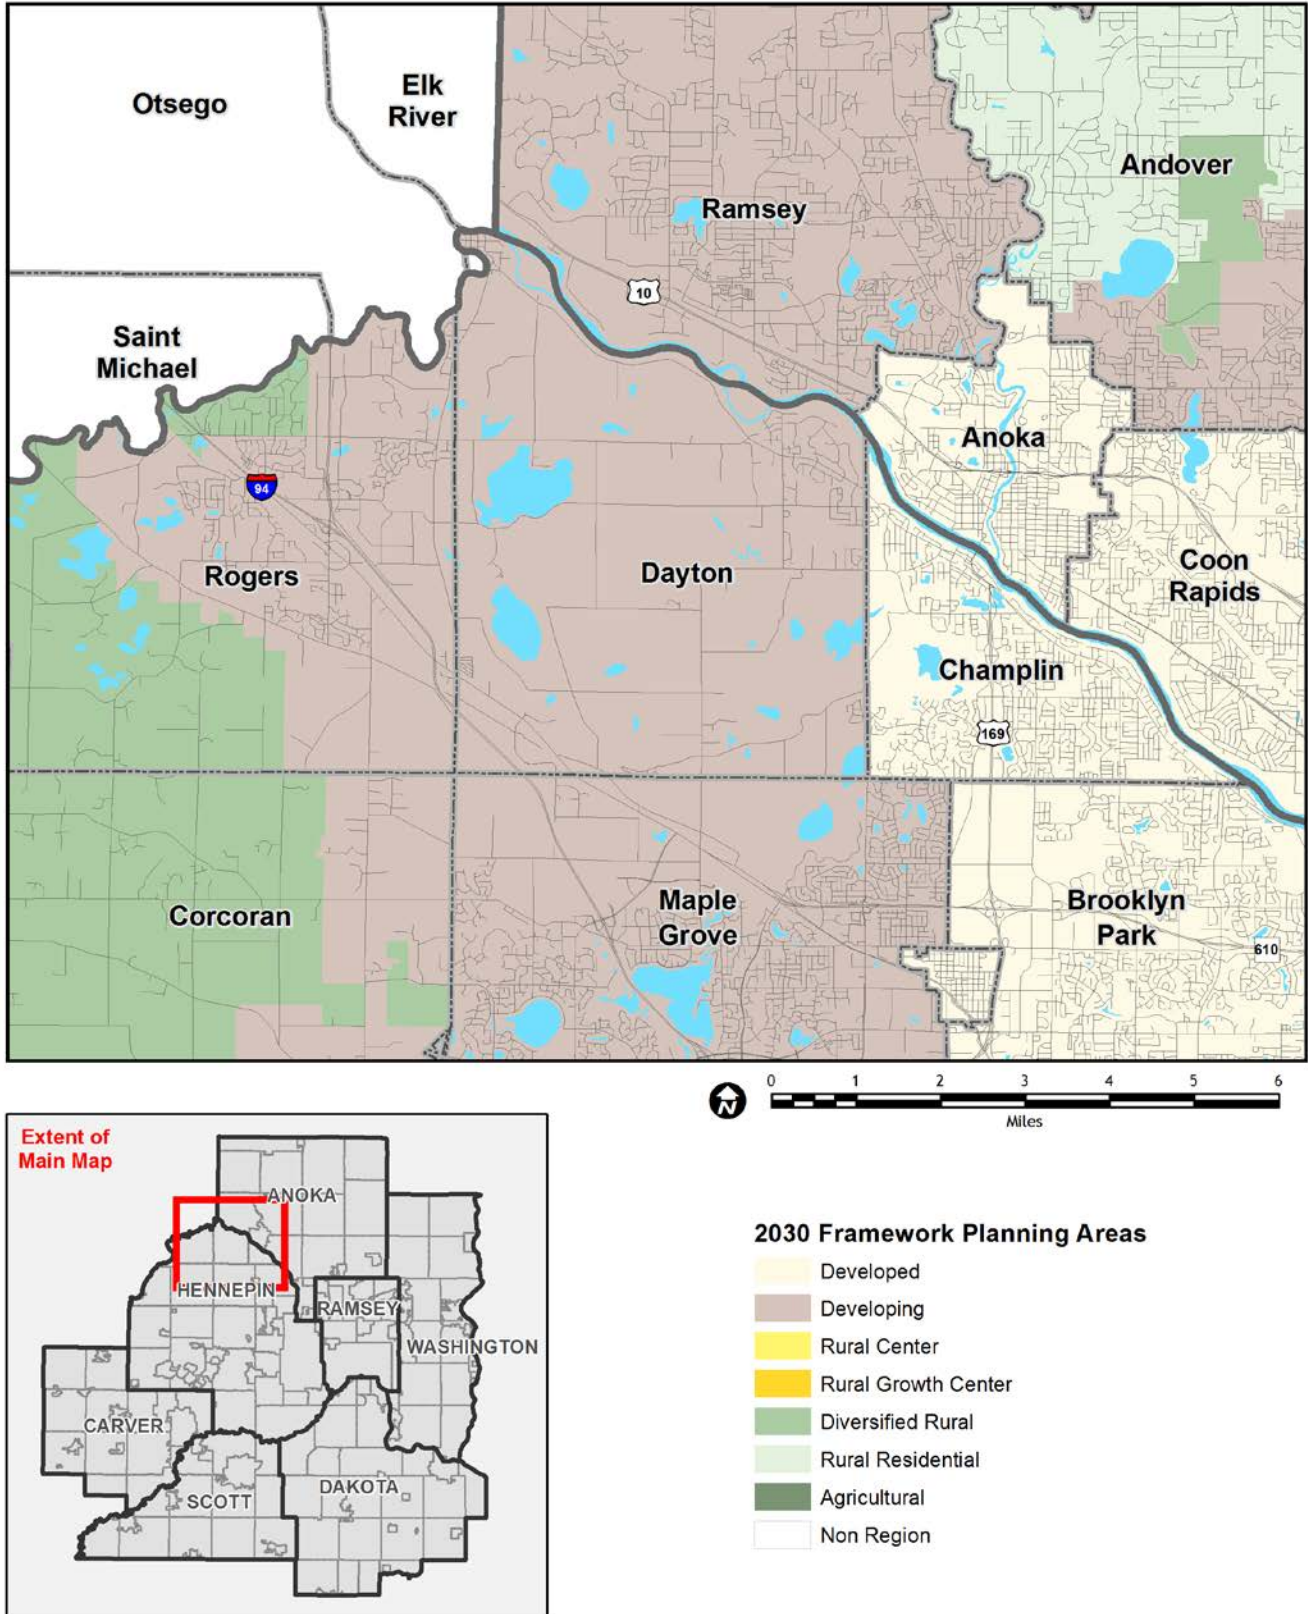 Otsego
Elk
River
Andover
Ramsey
10
Saint
Michael
Anoka
94
Rogers
Dayton
Coon
Rapids
Champlin
169
Corcoran
Maple
Grove
Brooklyn
Park
610
N
0 1 2 3 4 5 6
Miles
Extent of
Main Map
ANOKA
HENNEPIN
RAMSEY
WASHINGTON
CARVER
SCOTT
DAKOTA
2030 Framework Planning Areas
Developed
Developing
Rural Center
Rural Growth Center
Diversified Rural
Rural Residential
Agricultural
Non Region